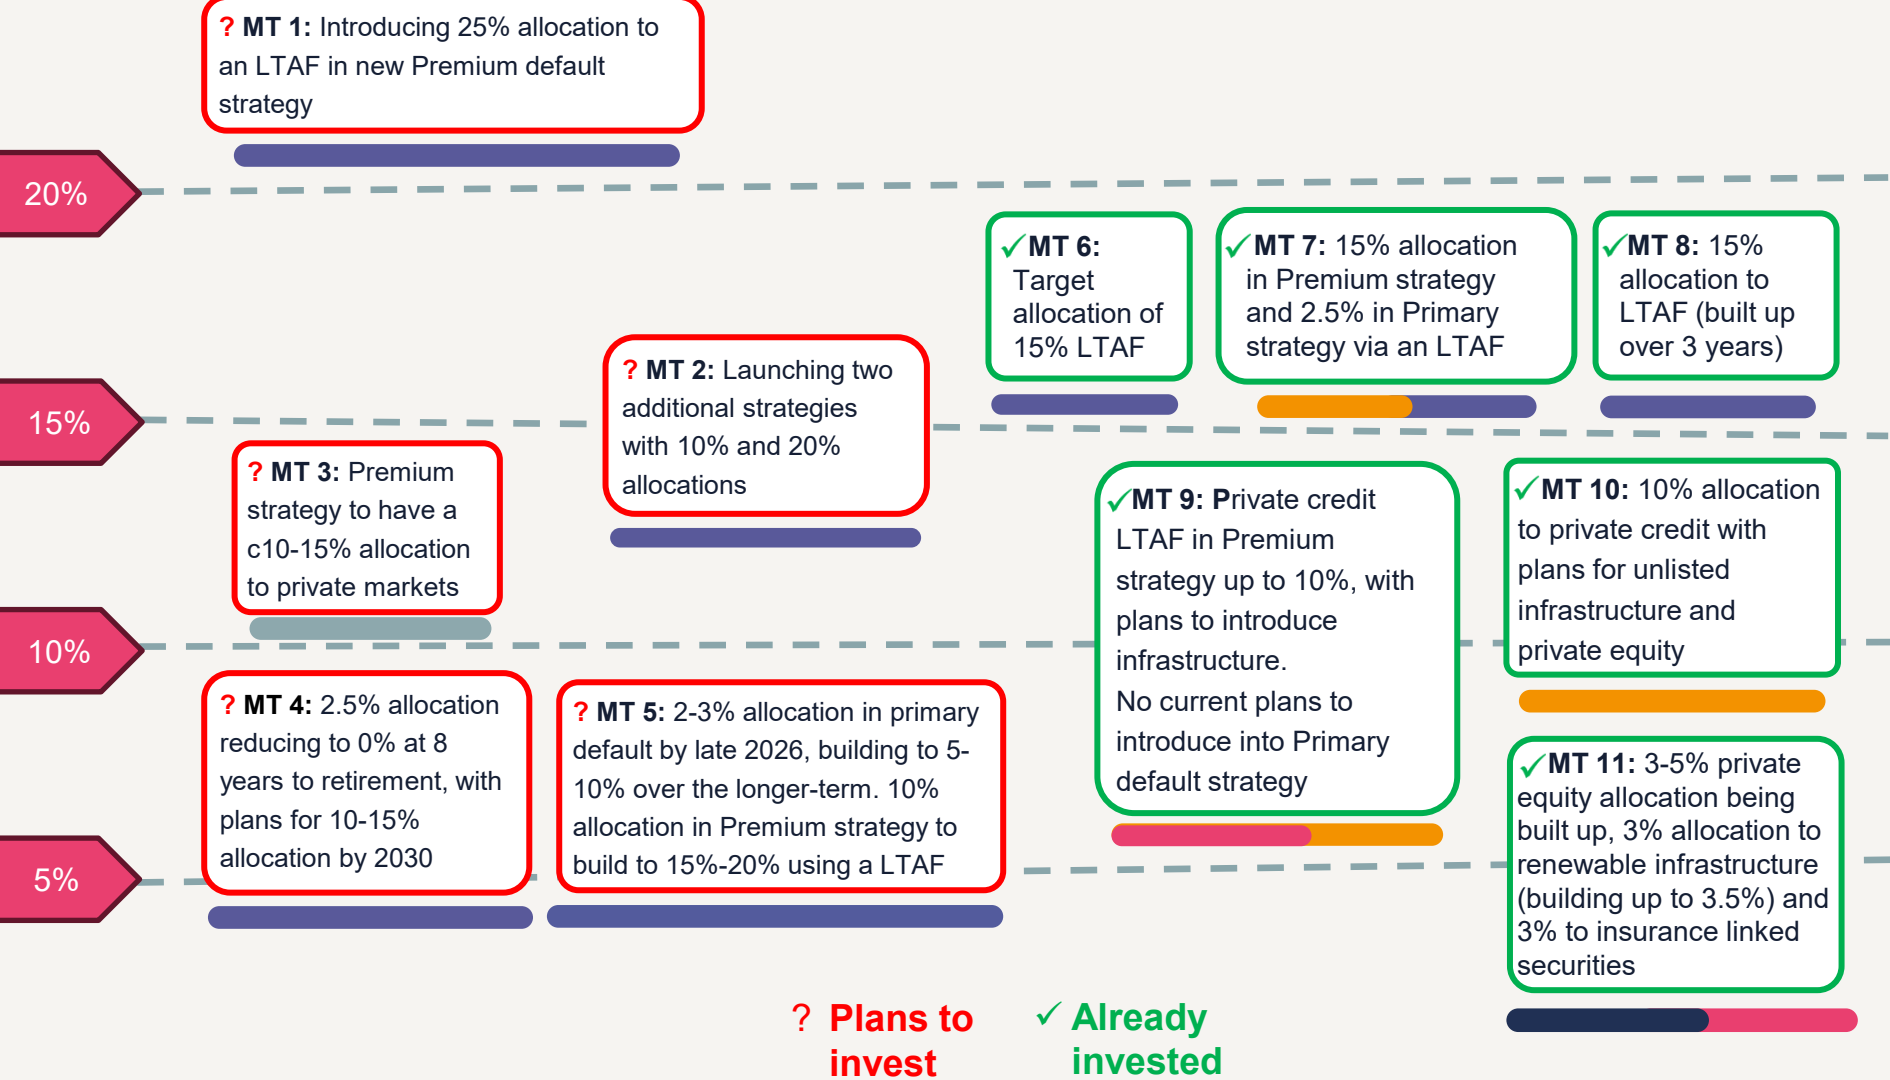 ? MT 1: Introducing 25% allocation to
an LTAF in new Premium default
strategy
20%
✓MT 6:
Target
allocation of
15% LTAF
✓MT 7: 15% allocation
in Premium strategy
and 2.5% in Primary
strategy via an LTAF
✓MT 8: 15%
allocation to
LTAF (built up
over 3 years)
? MT 2: Launching two
additional strategies
with 10% and 20%
allocations
15%
? MT 3: Premium
strategy to have a
c10-15% allocation
to private markets
✓MT 9: Private credit
LTAF in Premium
strategy up to 10%, with
plans to introduce
infrastructure.
No current plans to
introduce into Primary
default strategy
✓MT 10: 10% allocation
to private credit with
plans for unlisted
infrastructure and
private equity
10%
? MT 4: 2.5% allocation
reducing to 0% at 8
years to retirement, with
plans for 10-15%
allocation by 2030
? MT 5: 2-3% allocation in primary
default by late 2026, building to 5-
10% over the longer-term. 10%
allocation in Premium strategy to
build to 15%-20% using a LTAF
✓MT 11: 3-5% private
equity allocation being
built up, 3% allocation to
renewable infrastructure
(building up to 3.5%) and
3% to insurance linked
securities
5%
? Plans to
invest
✓ Already
invested